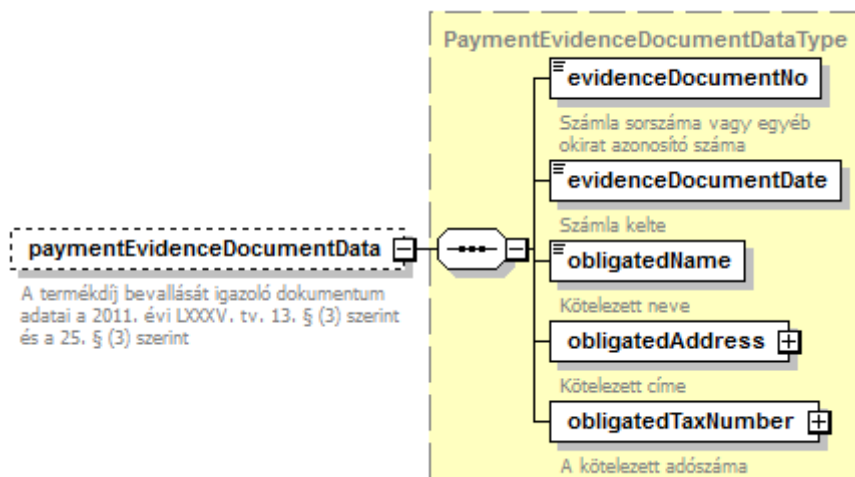 PaymentEvidenceDocumentDataType
evidenceDocumentNo
Számla sorszáma vagy egyéb
okirat azonosító száma
evidenceDocumentDate
Számla kelte
paymentEvidenceDocumentData
A termékdíj bevallását igazoló dokumentum
adatai a 2011. évi LXXXV. tv. 13. § (3) szerint
és a 25. § (3) szerint
obligatedName
Kötelezett neve
obligatedAddress
Kötelezett címe
obligatedTaxNumber
A kötelezett adószáma